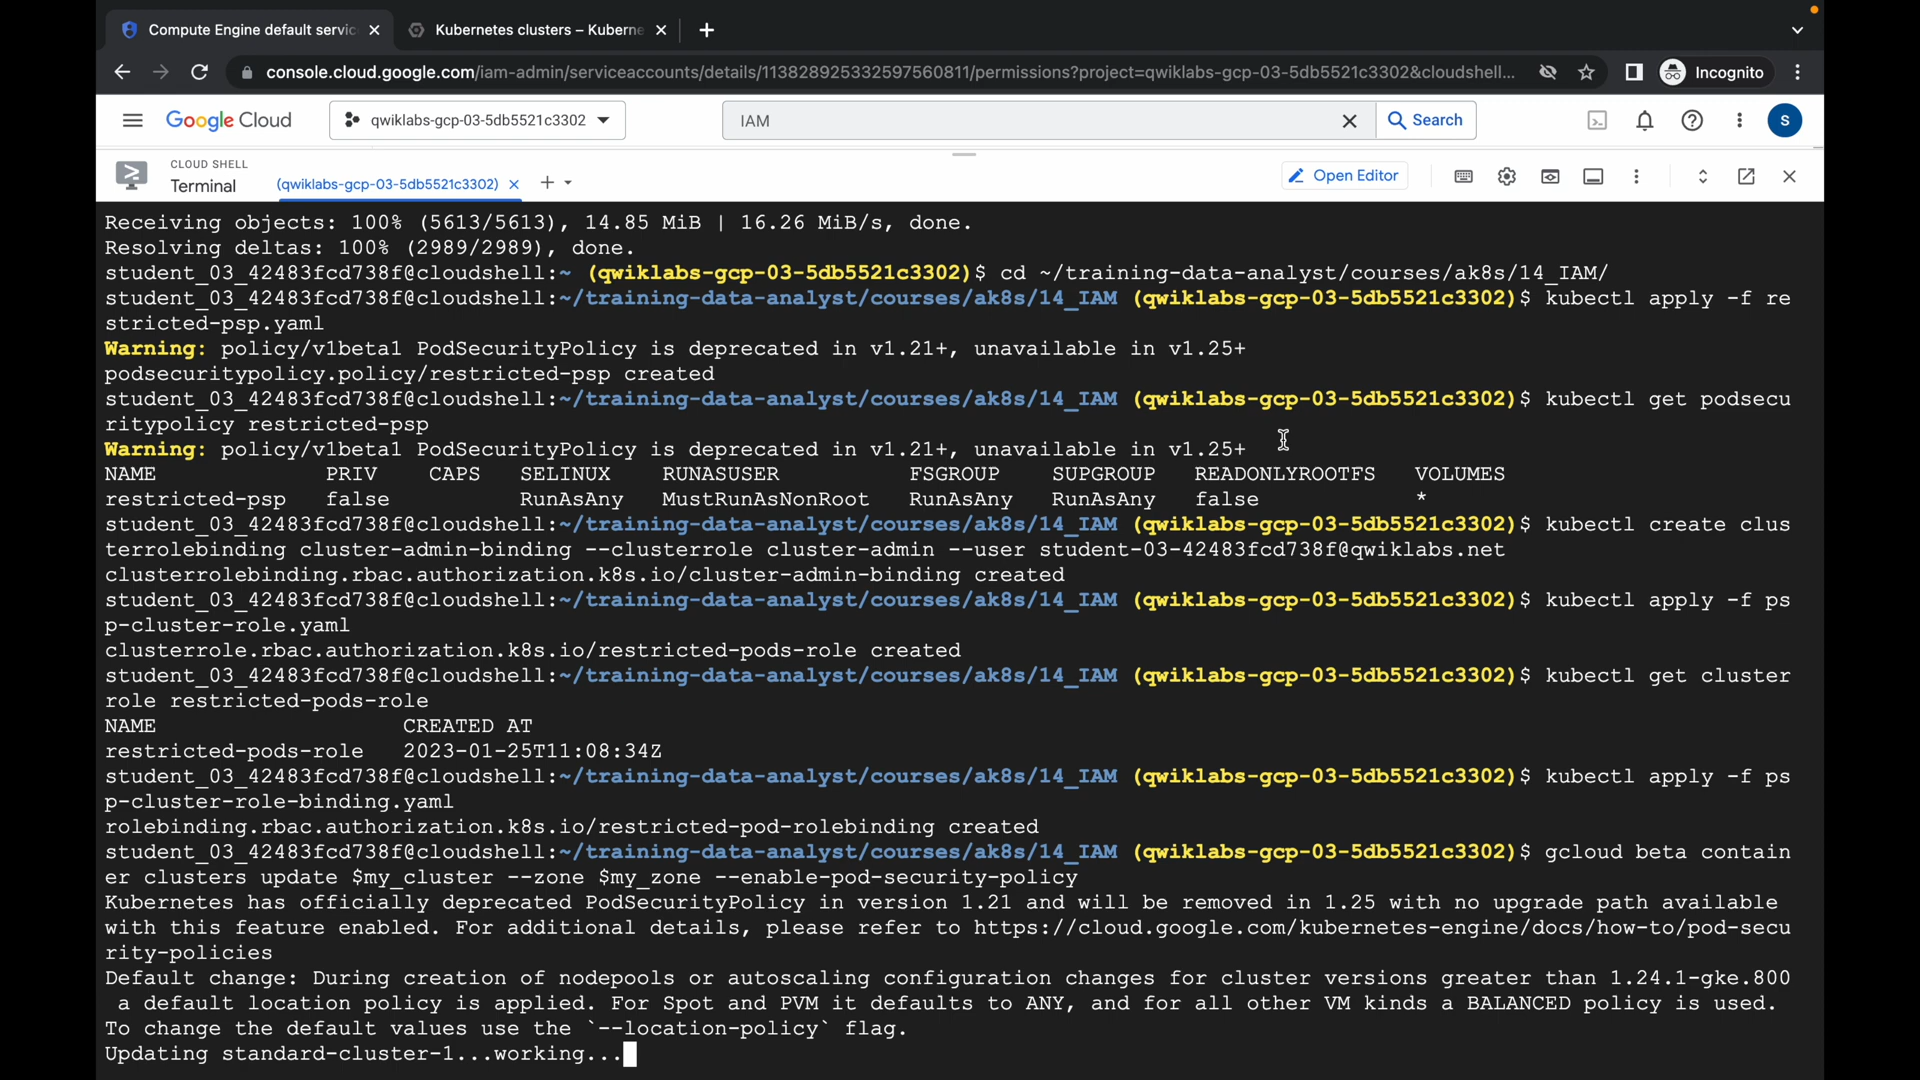 Compute Engine default servic
Kubernetes clusters – Kuberne
console.cloud.google.com/iam-admin/serviceaccounts/details/113828925332597560811/permissions?project=qwiklabs-gcp-03-5db5521c3302&cloudshell...
Incognito
Google Cloud
qwiklabs-gcp-03-5db5521c3302
IAM
Search
S
CLOUD SHELL
Terminal
(qwiklabs-gcp-03-5db5521c3302)
Open Editor
Receiving objects: 100% (5613/5613), 14.85 MiB | 16.26 MiB/s, done.
Resolving deltas: 100% (2989/2989), done.
student_03_42483fcd738f@cloudshell:~ (qwiklabs-gcp-03-5db5521c3302)$ cd ~/training-data-analyst/courses/ak8s/14_IAM/
student_03_42483fcd738f@cloudshell:~/training-data-analyst/courses/ak8s/14_IAM (qwiklabs-gcp-03-5db5521c3302)$ kubectl apply -f re
stricted-psp.yaml
Warning: policy/v1beta1 PodSecurityPolicy is deprecated in v1.21+, unavailable in v1.25+
podsecuritypolicy.policy/restricted-psp created
student_03_42483fcd738f@cloudshell:~/training-data-analyst/courses/ak8s/14_IAM (qwiklabs-gcp-03-5db5521c3302)$ kubectl get podsecu
ritypolicy restricted-psp
Warning: policy/v1beta1 PodSecurityPolicy is deprecated in v1.21+, unavailable in v1.25+
NAME PRIV CAPS SELINUX RUNASUSER FSGROUP SUPGROUP READONLYROOTFS VOLUMES
restricted-psp false RunAsAny MustRunAsNonRoot RunAsAny RunAsAny false *
student_03_42483fcd738f@cloudshell:~/training-data-analyst/courses/ak8s/14_IAM (qwiklabs-gcp-03-5db5521c3302)$ kubectl create clus
terrolebinding cluster-admin-binding --clusterrole cluster-admin --user student-03-42483fcd738f@qwiklabs.net
clusterrolebinding.rbac.authorization.k8s.io/cluster-admin-binding created
student_03_42483fcd738f@cloudshell:~/training-data-analyst/courses/ak8s/14_IAM (qwiklabs-gcp-03-5db5521c3302)$ kubectl apply -f ps
p-cluster-role.yaml
clusterrole.rbac.authorization.k8s.io/restricted-pods-role created
student_03_42483fcd738f@cloudshell:~/training-data-analyst/courses/ak8s/14_IAM (qwiklabs-gcp-03-5db5521c3302)$ kubectl get cluster
role restricted-pods-role
NAME CREATED AT
restricted-pods-role 2023-01-25T11:08:34Z
student_03_42483fcd738f@cloudshell:~/training-data-analyst/courses/ak8s/14_IAM (qwiklabs-gcp-03-5db5521c3302)$ kubectl apply -f ps
p-cluster-role-binding.yaml
rolebinding.rbac.authorization.k8s.io/restricted-pod-rolebinding created
student_03_42483fcd738f@cloudshell:~/training-data-analyst/courses/ak8s/14_IAM (qwiklabs-gcp-03-5db5521c3302)$ gcloud beta contain
er clusters update $my_cluster --zone $my_zone --enable-pod-security-policy
Kubernetes has officially deprecated PodSecurityPolicy in version 1.21 and will be removed in 1.25 with no upgrade path available
with this feature enabled. For additional details, please refer to https://cloud.google.com/kubernetes-engine/docs/how-to/pod-secu
rity-policies
Default change: During creation of nodepools or autoscaling configuration changes for cluster versions greater than 1.24.1-gke.800
a default location policy is applied. For Spot and PVM it defaults to ANY, and for all other VM kinds a BALANCED policy is used.
To change the default values use the `--location-policy` flag.
Updating standard-cluster-1...working...